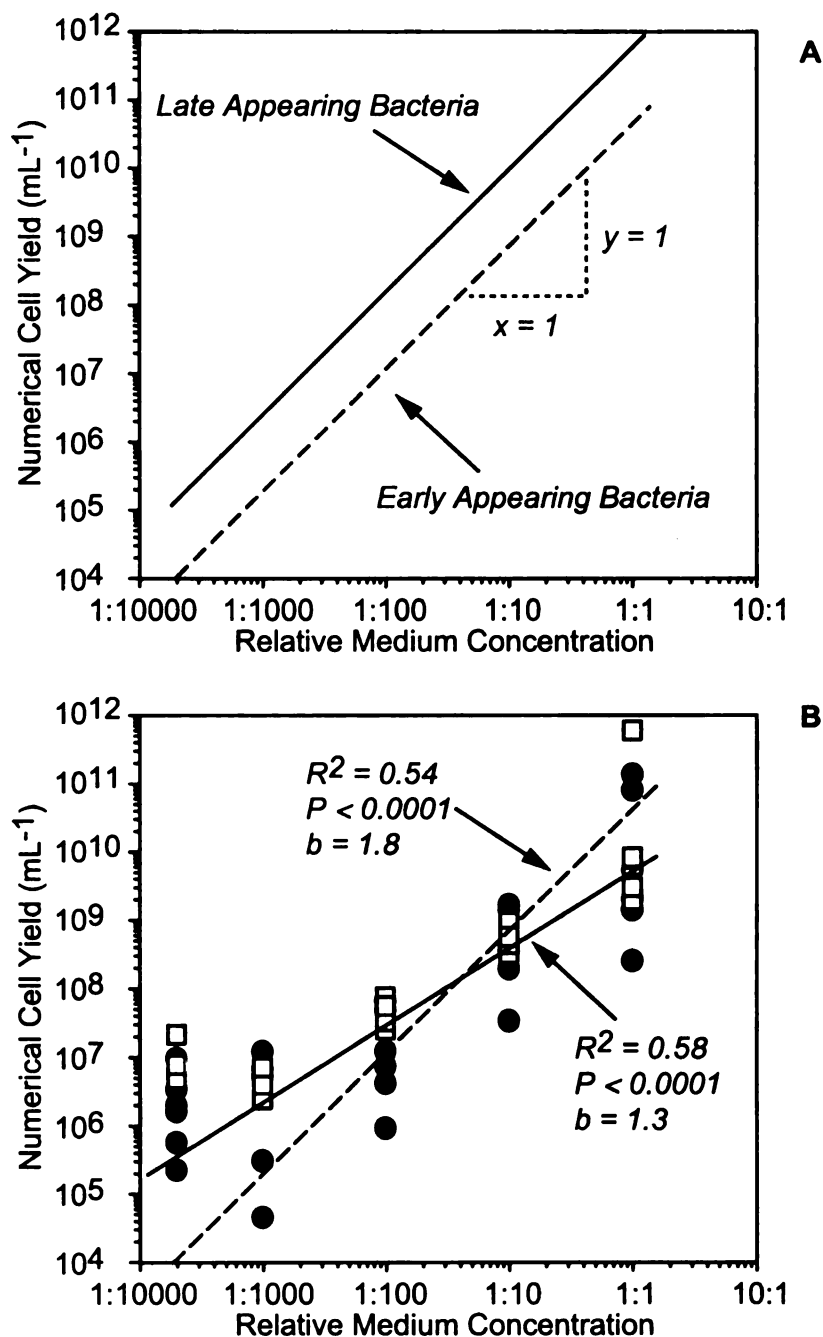 A
10¹²
10¹¹
10¹⁰
10⁹
10⁸
10⁷
10⁶
10⁵
10⁴
Numerical Cell Yield (mL⁻¹)
Late Appearing Bacteria
y = 1
x = 1
Early Appearing Bacteria
1:10000 1:1000 1:100 1:10 1:1 10:1
Relative Medium Concentration
B
10¹²
10¹¹
10¹⁰
10⁹
10⁸
10⁷
10⁶
10⁵
10⁴
Numerical Cell Yield (mL⁻¹)
R² = 0.54
P < 0.0001
b = 1.8
R² = 0.58
P < 0.0001
b = 1.3
1:10000 1:1000 1:100 1:10 1:1 10:1
Relative Medium Concentration